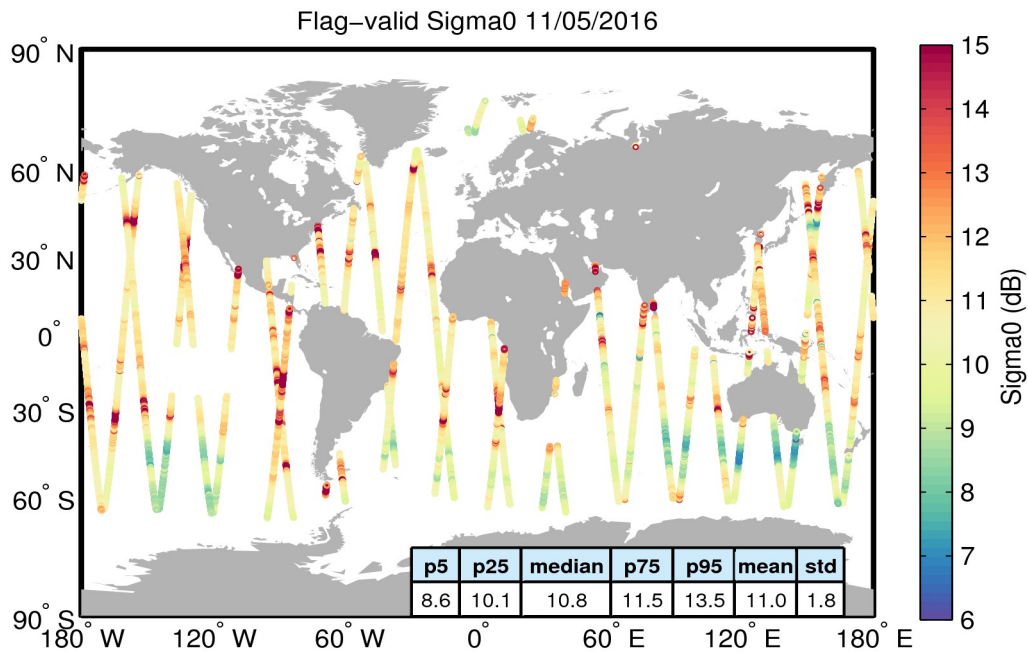 Flag−valid Sigma0 11/05/2016
90° N
60° N
30° N
0°
30° S
60° S
90° S
180° W
120° W
60° W
0°
60° E
120° E
180° E
p5 p25 median p75 p95 mean std
8.6 10.1 10.8 11.5 13.5 11.0 1.8
15
14
13
12
11
10
9
8
7
6
Sigma0 (dB)